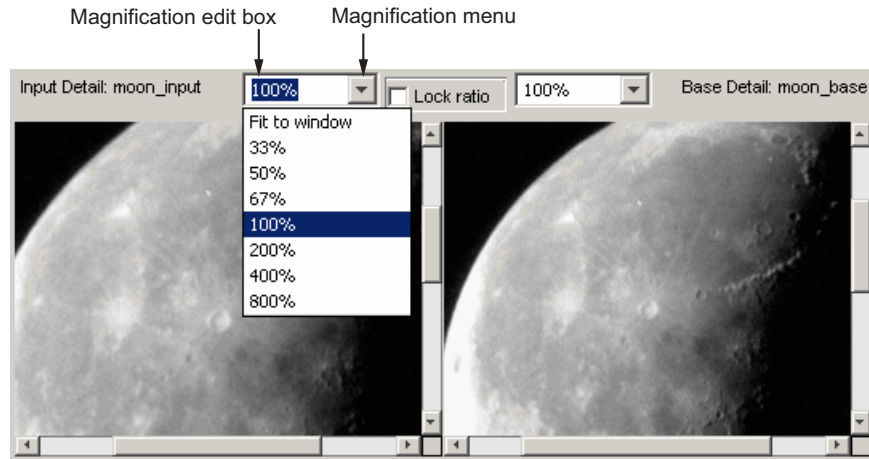 Magnification edit box Magnification menu
Input Detail: moon_input 100% Lock ratio 100% Base Detail: moon_base
Fit to window
33%
50%
67%
100%
200%
400%
800%